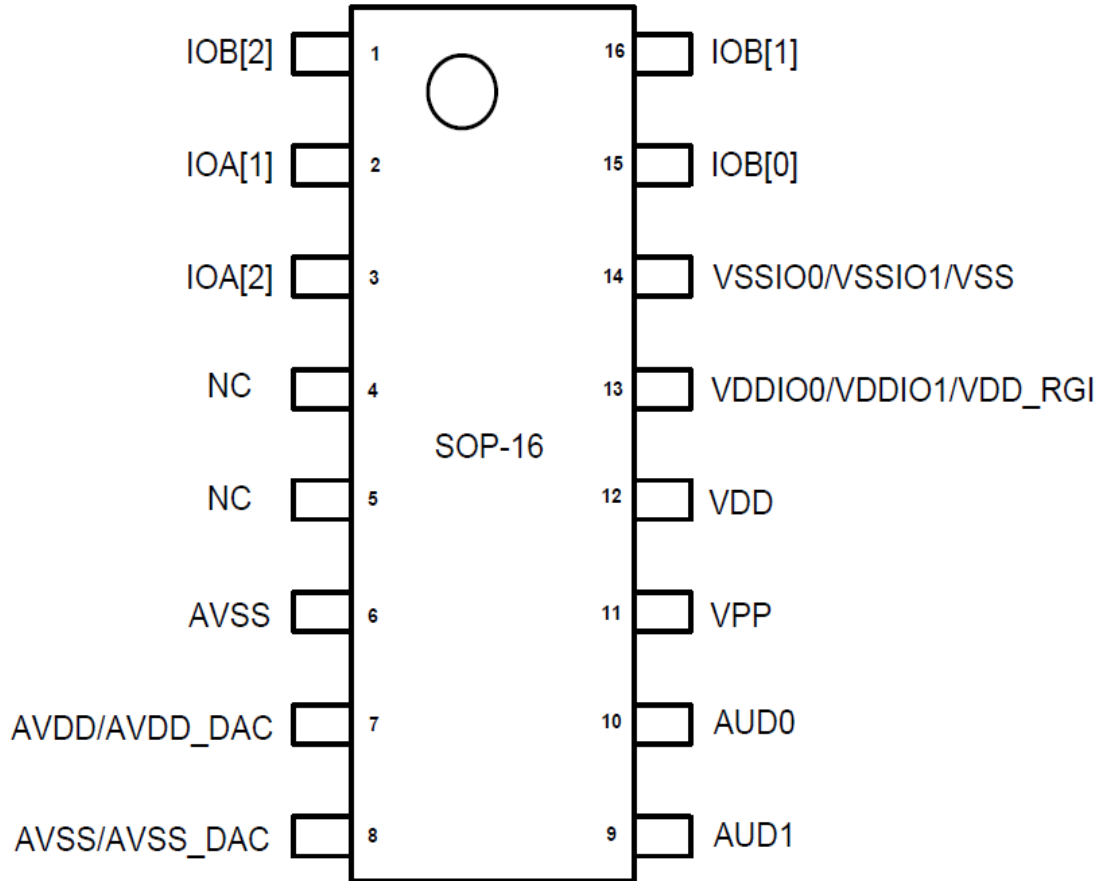 IOB[2] 1 16 IOB[1]
IOA[1] 2 15 IOB[0]
IOA[2] 3 14 VSSIO0/VSSIO1/VSS
NC 4 13 VDDIO0/VDDIO1/VDD_RGI
SOP-16
NC 5 12 VDD
AVSS 6 11 VPP
AVDD/AVDD_DAC 7 10 AUD0
AVSS/AVSS_DAC 8 9 AUD1